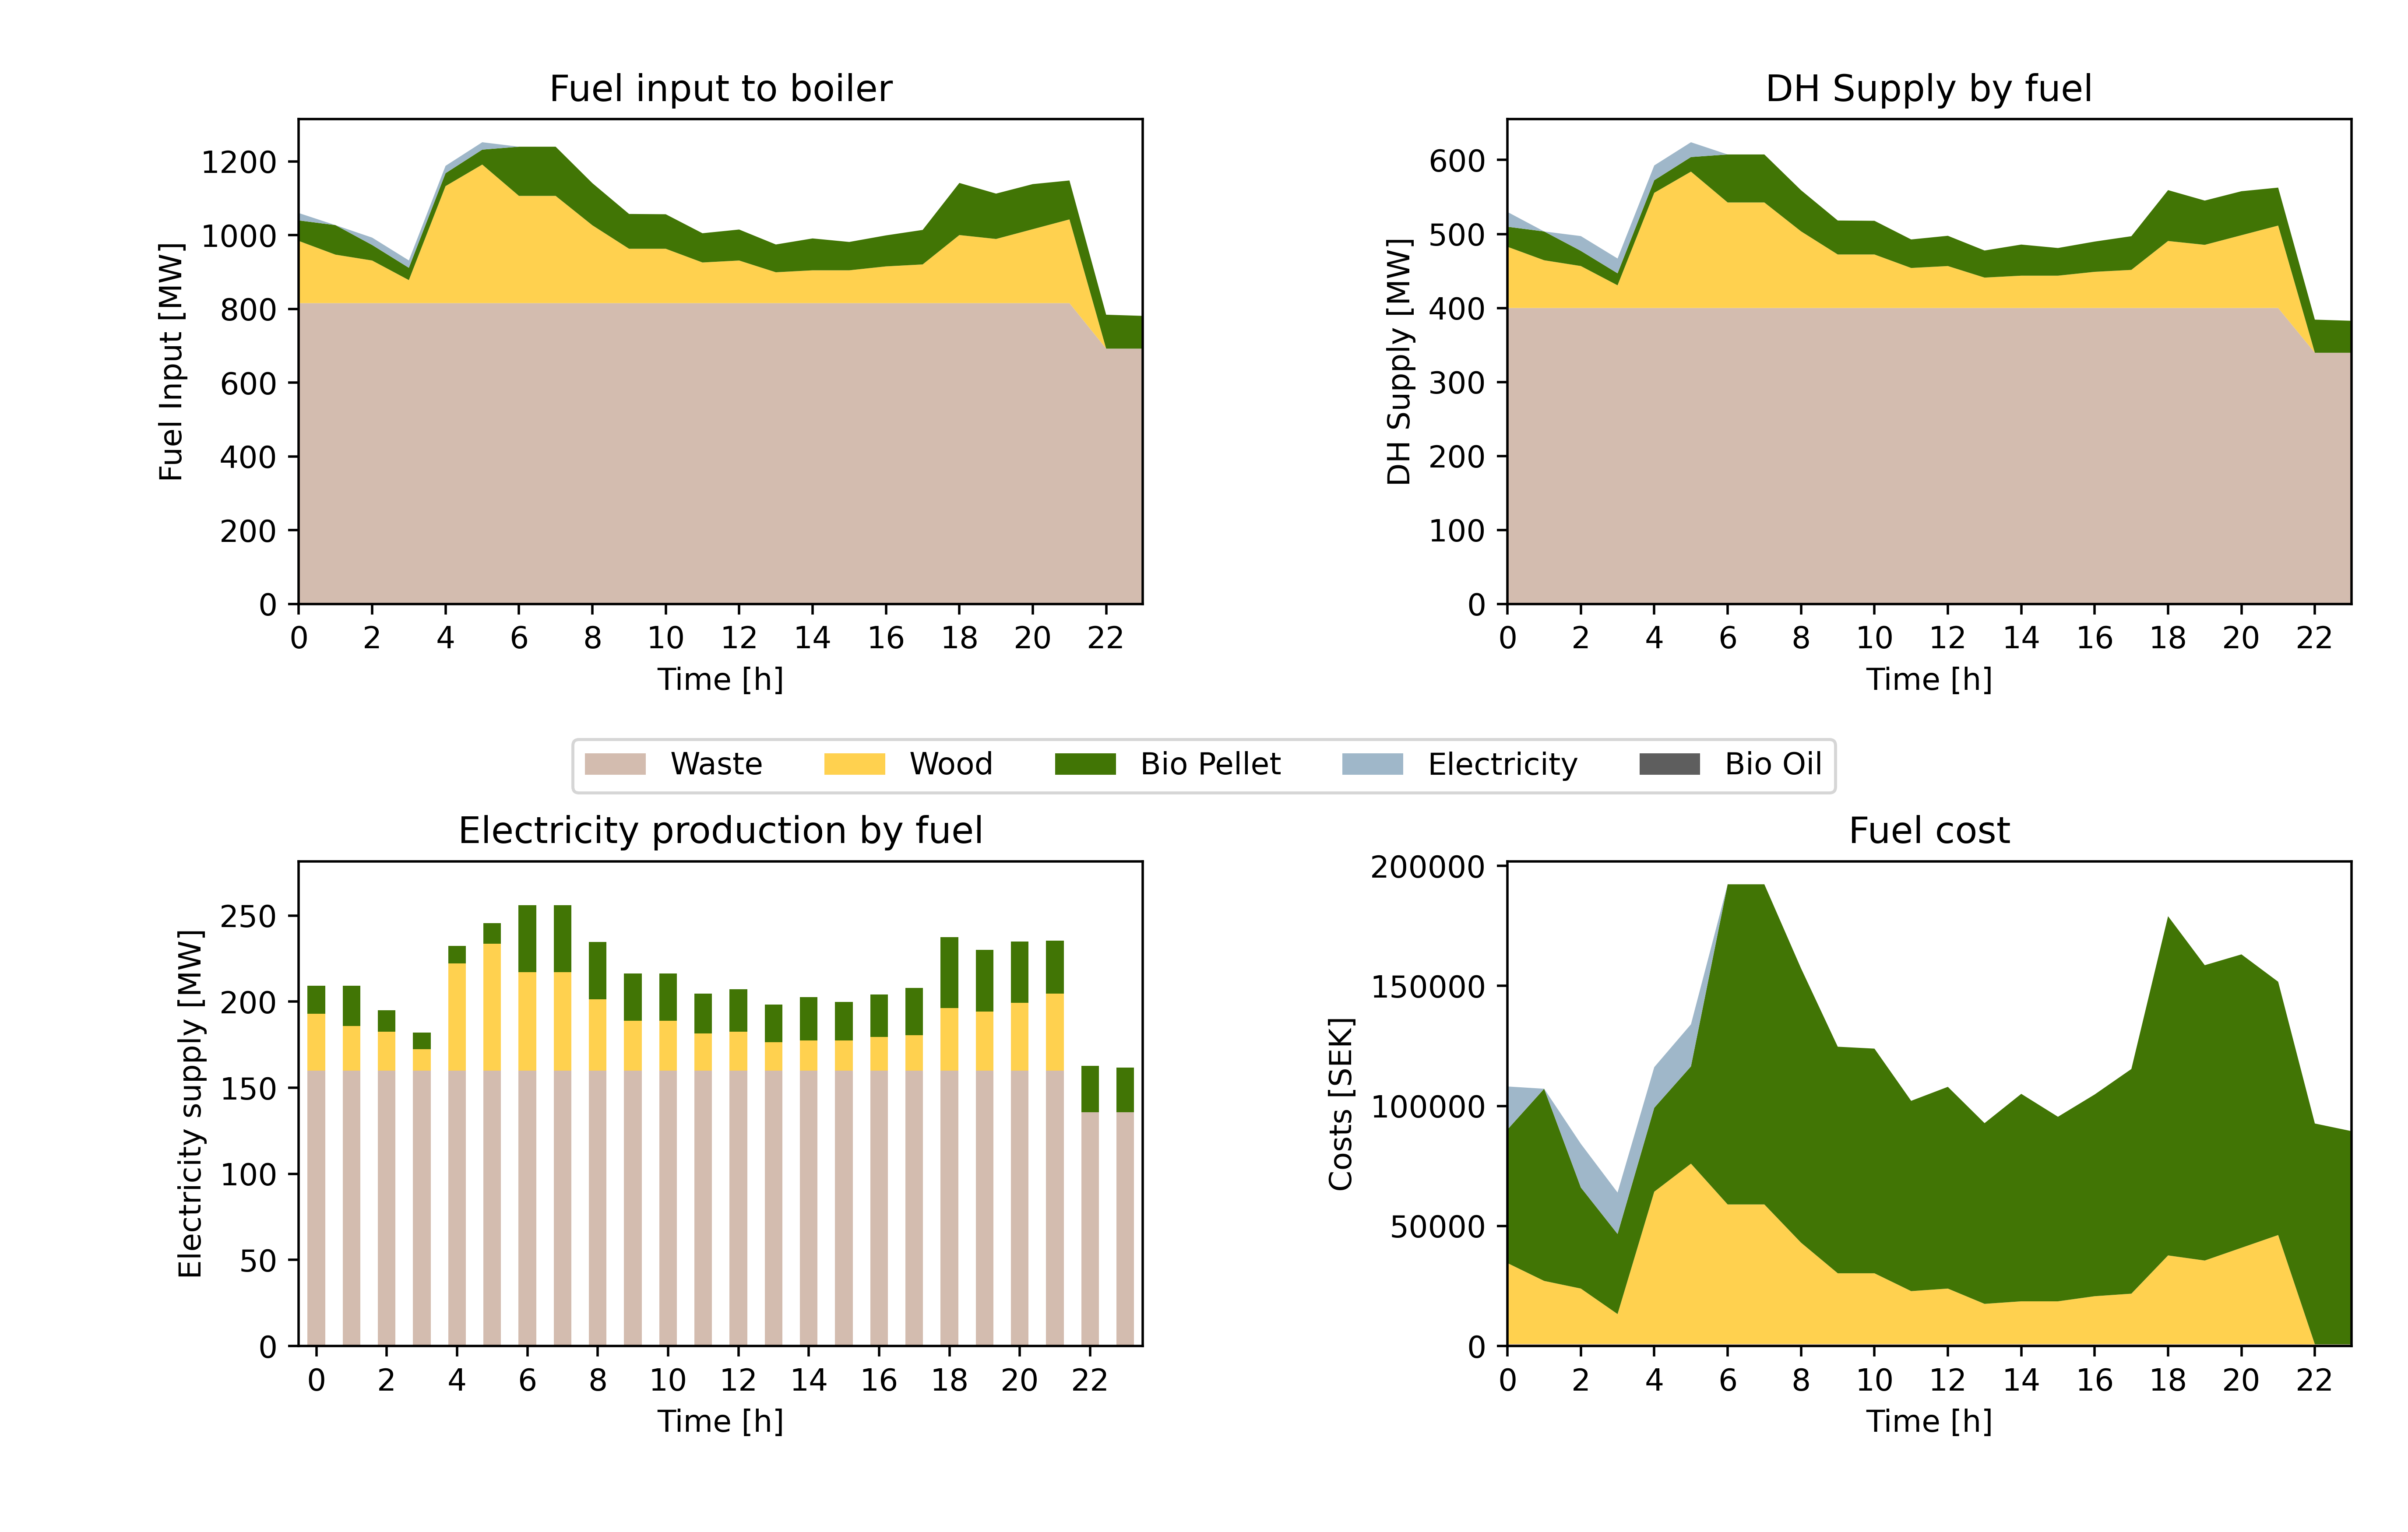 Fuel input to boiler
Fuel Input [MW]
1200
1000
800
600
400
200
0
0 2 4 6 8 10 12 14 16 18 20 22
Time [h]
DH Supply by fuel
DH Supply [MW]
600
500
400
300
200
100
0
0 2 4 6 8 10 12 14 16 18 20 22
Time [h]
Waste Wood Bio Pellet Electricity Bio Oil
Electricity production by fuel
Electricity supply [MW]
250
200
150
100
50
0
0 2 4 6 8 10 12 14 16 18 20 22
Time [h]
Fuel cost
Costs [SEK]
200000
150000
100000
50000
0
0 2 4 6 8 10 12 14 16 18 20 22
Time [h]